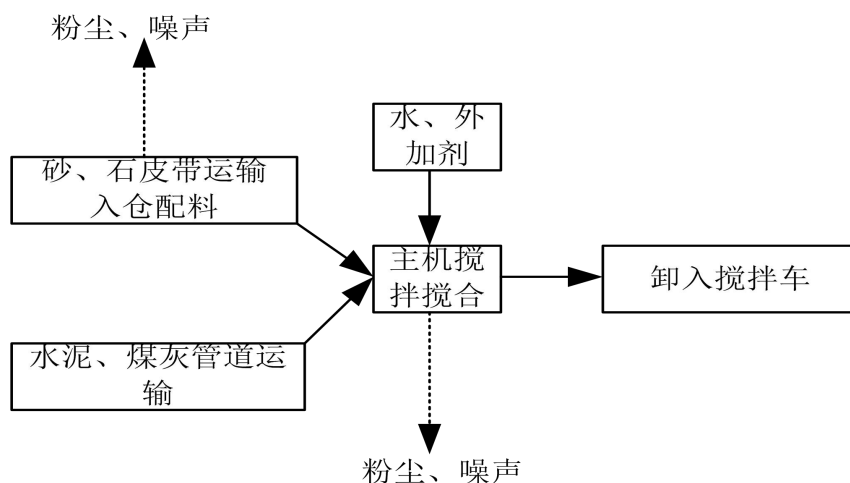 粉尘、噪声
水、外
加剂
砂、石皮带运输
入仓配料
主机搅
拌搅合
卸入搅拌车
水泥、煤灰管道运
输
粉尘、噪声